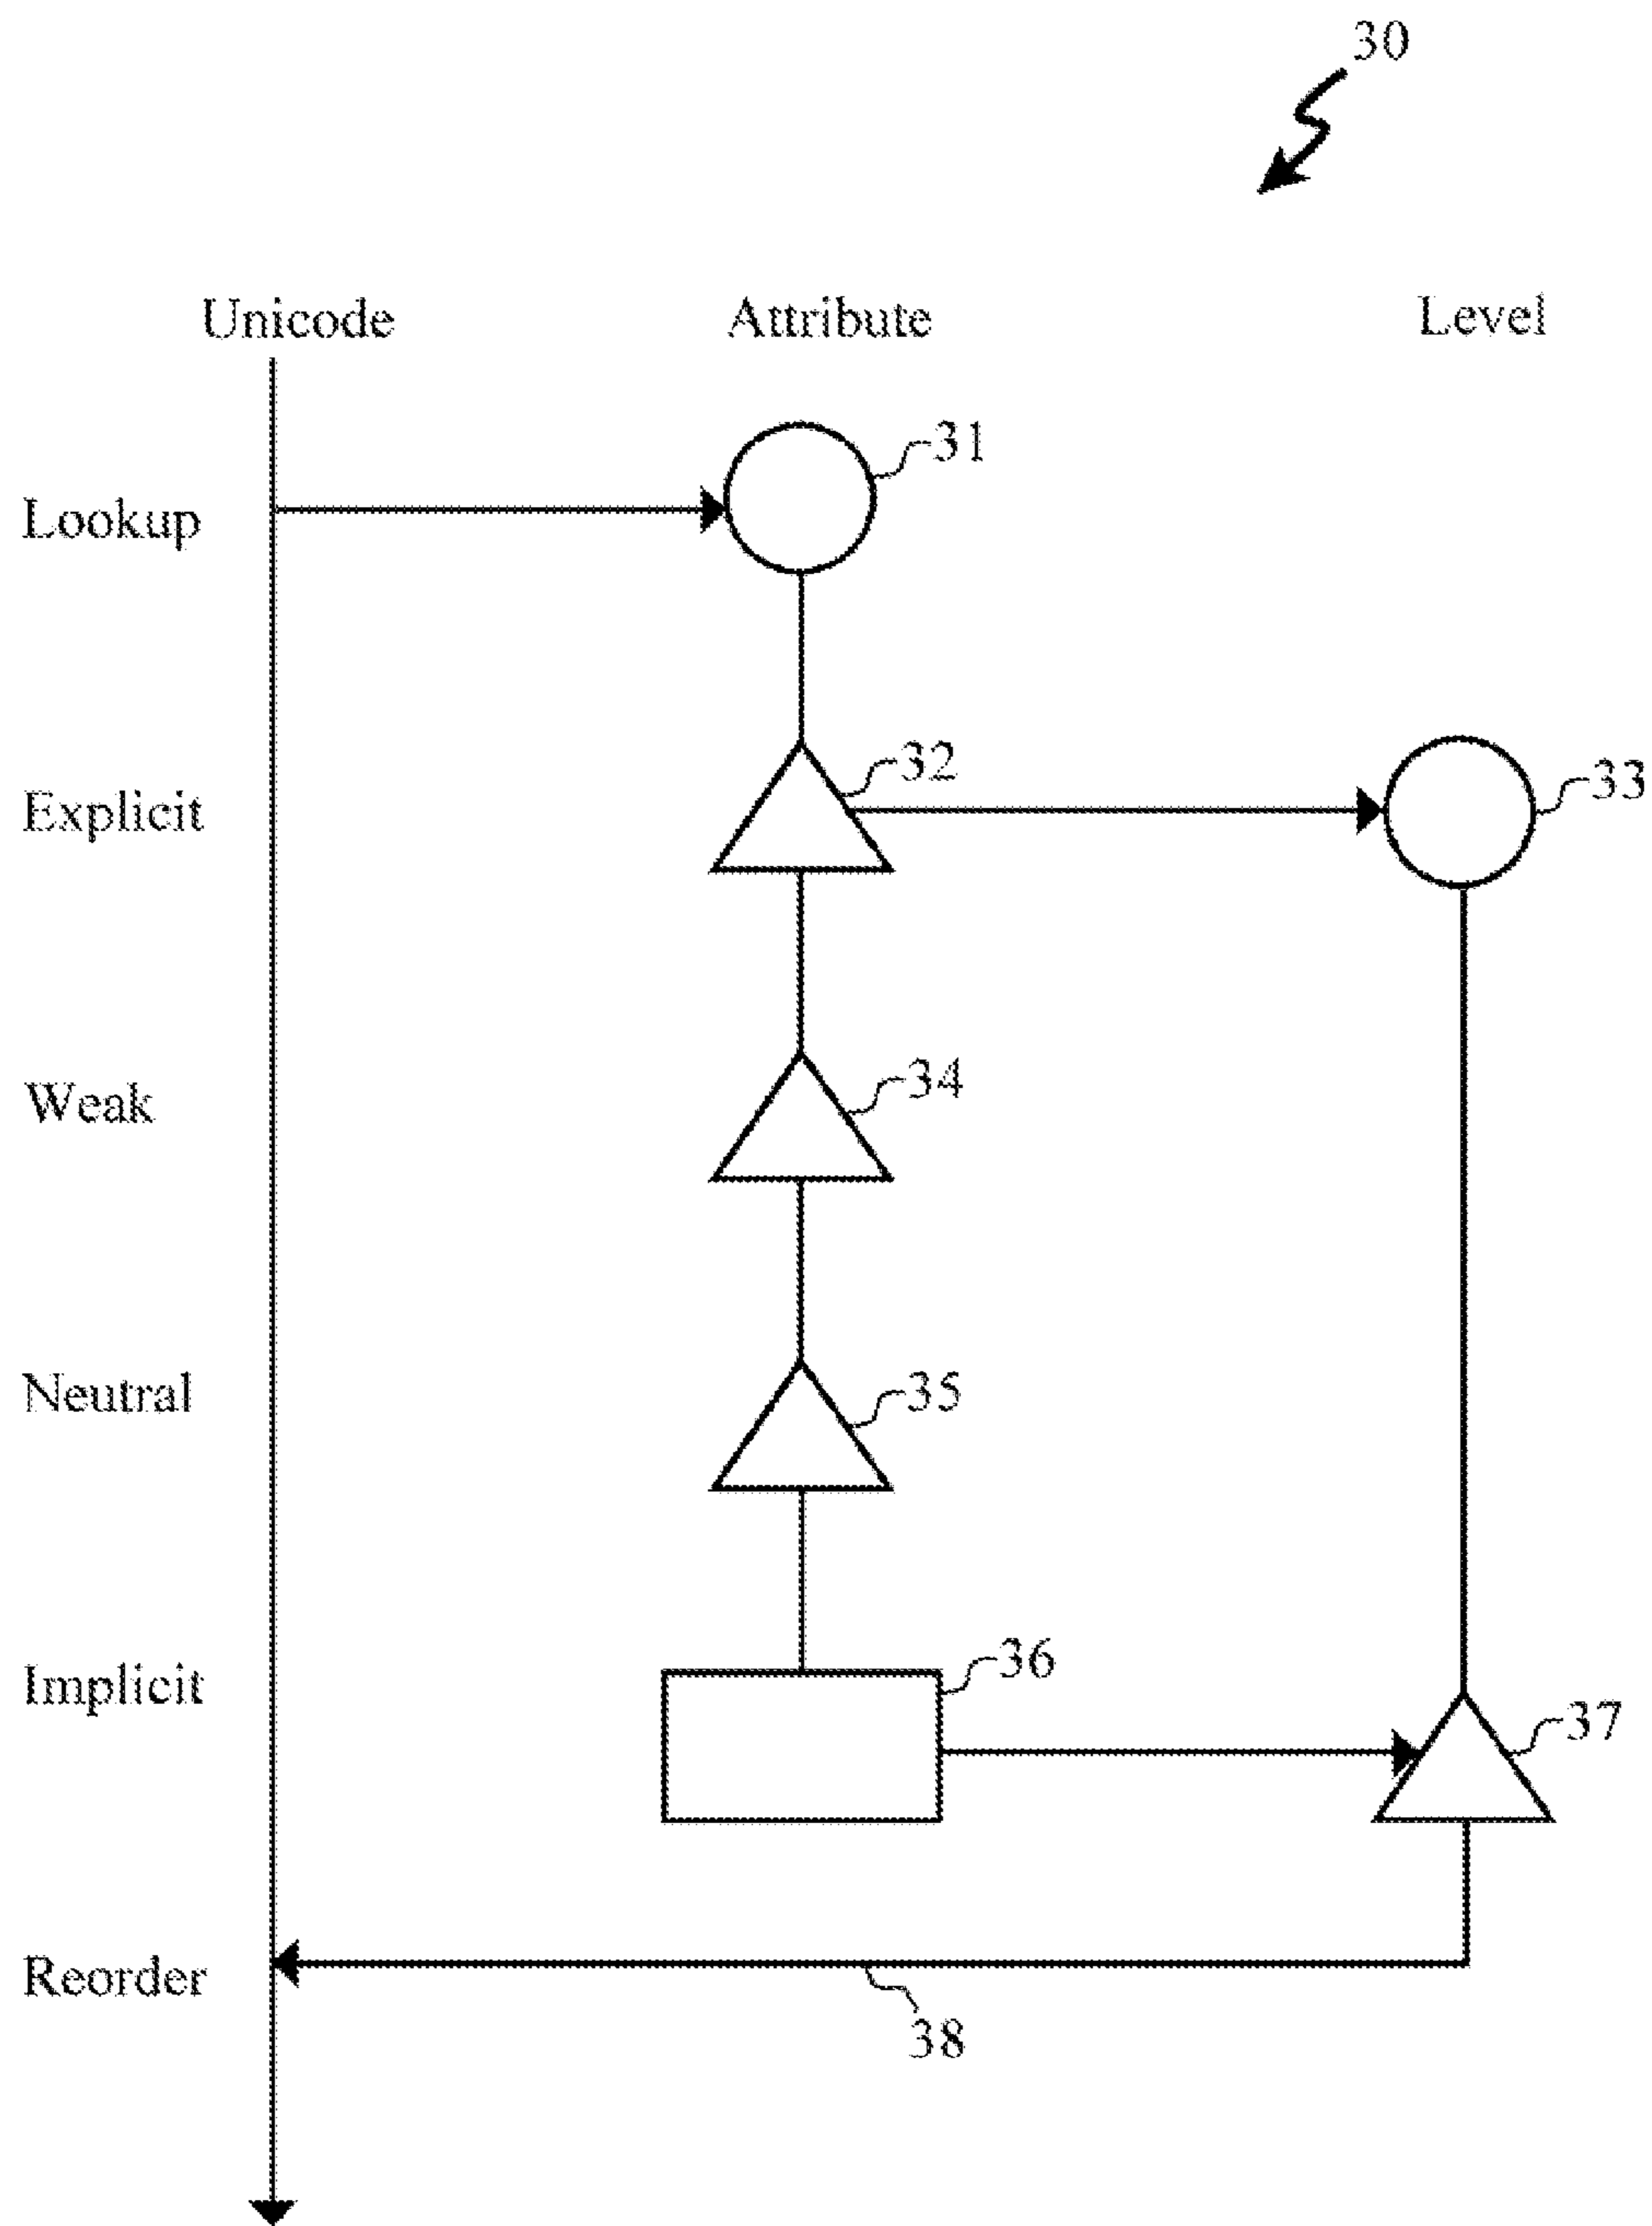 30
Unicode Attribute Level
31
Lookup
32
33
Explicit
34
Weak
35
Neutral
36
Implicit
37
Reorder
38